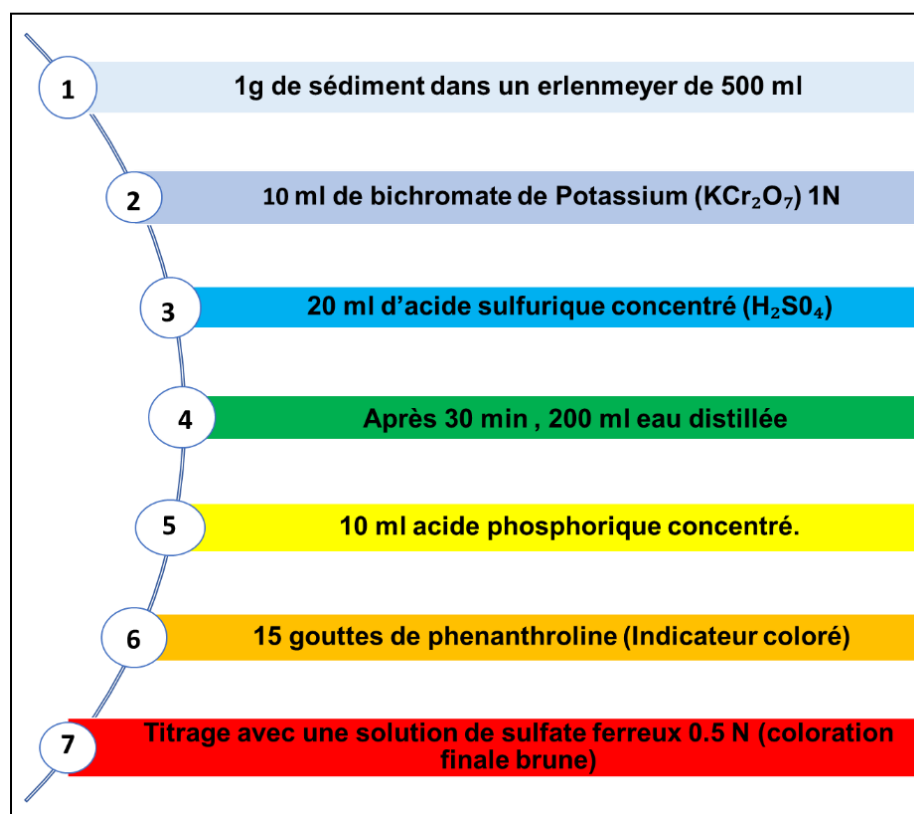 1
1g de sédiment dans un erlenmeyer de 500 ml
2
10 ml de bichromate de Potassium (KCr₂O₇) 1N
3
20 ml d’acide sulfurique concentré (H₂S0₄)
4
Après 30 min , 200 ml eau distillée
5
10 ml acide phosphorique concentré.
6
15 gouttes de phenanthroline (Indicateur coloré)
7
Titrage avec une solution de sulfate ferreux 0.5 N (coloration
finale brune)